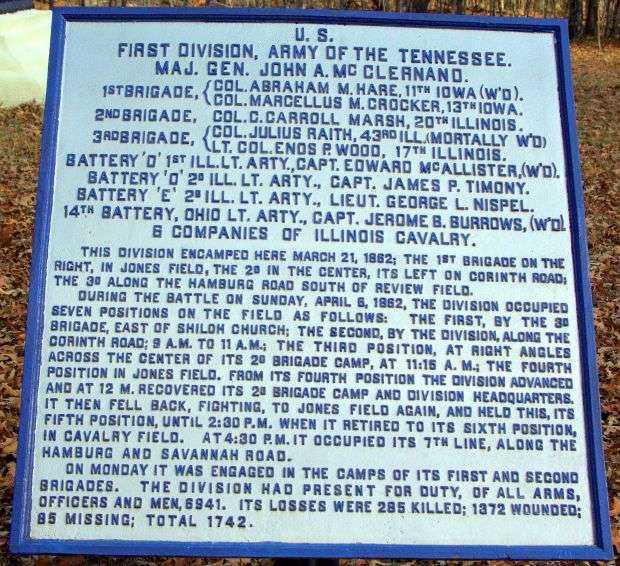 U. S.
FIRST DIVISION, ARMY OF THE TENNESSEE.
MAJ. GEN. JOHN A. McCLERNAND.
1ST BRIGADE, {COL. ABRAHAM M. HARE, 11TH IOWA (W'D).
COL. MARCELLUS M. CROCKER, 13TH IOWA.
2ND BRIGADE, COL. C. CARROLL MARSH, 20TH ILLINOIS.
3RD BRIGADE, {COL. JULIUS RAITH, 43RD ILL. (MORTALLY W'D)
LT. COL. ENOS P. WOOD, 17TH ILLINOIS.
BATTERY 'D' 1ST ILL. LT. ARTY., CAPT. EDWARD McALLISTER, (W'D).
BATTERY 'D' 2D ILL. LT. ARTY., CAPT. JAMES P. TIMONY.
BATTERY 'E' 2D ILL. LT. ARTY., LIEUT. GEORGE L. NISPEL.
14TH BATTERY, OHIO LT. ARTY., CAPT. JEROME B. BURROWS, (W'D)
6 COMPANIES OF ILLINOIS CAVALRY.
THIS DIVISION ENCAMPED HERE MARCH 21, 1862; THE 1ST BRIGADE ON THE
RIGHT, IN JONES FIELD, THE 2D IN THE CENTER, ITS LEFT ON CORINTH ROAD;
THE 3D ALONG THE HAMBURG ROAD SOUTH OF REVIEW FIELD.
DURING THE BATTLE ON SUNDAY, APRIL 6, 1862, THE DIVISION OCCUPIED
SEVEN POSITIONS ON THE FIELD AS FOLLOWS: THE FIRST, BY THE 3D
BRIGADE, EAST OF SHILOH CHURCH; THE SECOND, BY THE DIVISION, ALONG THE
CORINTH ROAD; 9 A.M. TO 11 A.M.; THE THIRD POSITION, AT RIGHT ANGLES
ACROSS THE CENTER OF ITS 2D BRIGADE CAMP, AT 11:15 A. M.; THE FOURTH
POSITION IN JONES FIELD. FROM ITS FOURTH POSITION THE DIVISION ADVANCED
AND AT 12 M. RECOVERED ITS 2D BRIGADE CAMP AND DIVISION HEADQUARTERS.
IT THEN FELL BACK, FIGHTING, TO JONES FIELD AGAIN, AND HELD THIS, ITS
FIFTH POSITION, UNTIL 2:30 P.M. WHEN IT RETIRED TO ITS SIXTH POSITION,
IN CAVALRY FIELD. AT 4:30 P.M. IT OCCUPIED ITS 7TH LINE, ALONG THE
HAMBURG AND SAVANNAH ROAD.
ON MONDAY IT WAS ENGAGED IN THE CAMPS OF ITS FIRST AND SECOND
BRIGADES. THE DIVISION HAD PRESENT FOR DUTY, OF ALL ARMS,
OFFICERS AND MEN, 6941. ITS LOSSES WERE 285 KILLED; 1372 WOUNDED;
85 MISSING; TOTAL 1742.